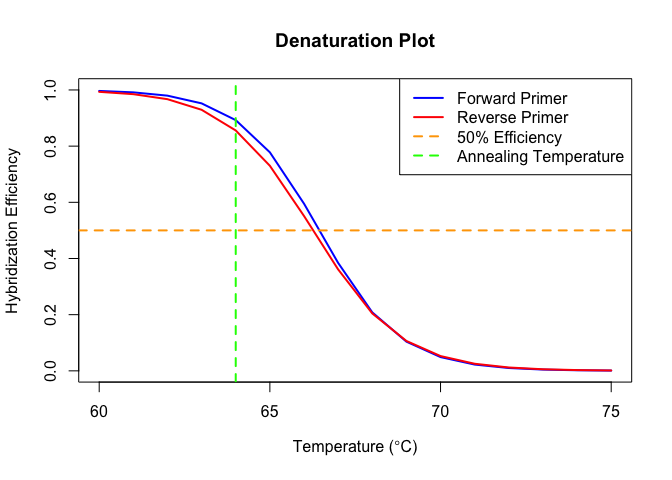 Denaturation Plot
Forward Primer
Reverse Primer
50% Efficiency
Annealing Temperature
Hybridization Efficiency
1.0
0.8
0.6
0.4
0.2
0.0
60 65 70 75
Temperature (°C)